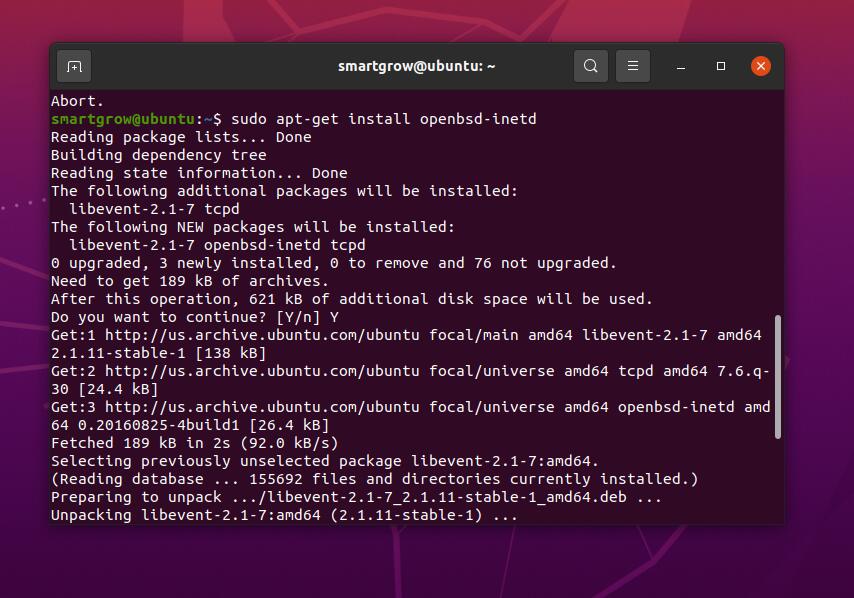 smartgrow@ubuntu: ~
Abort.
smartgrow@ubuntu:~$ sudo apt-get install openbsd-inetd
Reading package lists... Done
Building dependency tree
Reading state information... Done
The following additional packages will be installed:
  libevent-2.1-7 tcpd
The following NEW packages will be installed:
  libevent-2.1-7 openbsd-inetd tcpd
0 upgraded, 3 newly installed, 0 to remove and 76 not upgraded.
Need to get 189 kB of archives.
After this operation, 621 kB of additional disk space will be used.
Do you want to continue? [Y/n] Y
Get:1 http://us.archive.ubuntu.com/ubuntu focal/main amd64 libevent-2.1-7 amd64
2.1.11-stable-1 [138 kB]
Get:2 http://us.archive.ubuntu.com/ubuntu focal/universe amd64 tcpd amd64 7.6.q-
30 [24.4 kB]
Get:3 http://us.archive.ubuntu.com/ubuntu focal/universe amd64 openbsd-inetd amd
64 0.20160825-4build1 [26.4 kB]
Fetched 189 kB in 2s (92.0 kB/s)
Selecting previously unselected package libevent-2.1-7:amd64.
(Reading database ... 155692 files and directories currently installed.)
Preparing to unpack .../libevent-2.1-7_2.1.11-stable-1_amd64.deb ...
Unpacking libevent-2.1-7:amd64 (2.1.11-stable-1) ...